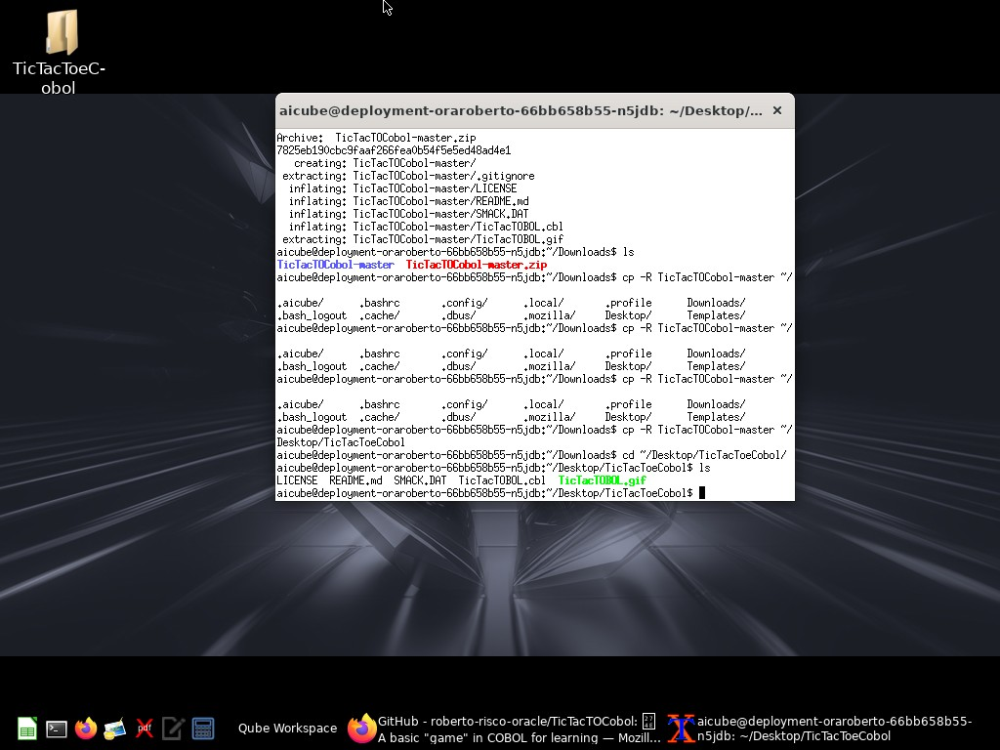 TicTacToeC-
obol
aicube@deployment-oraroberto-66bb658b55-n5jdb: ~/Desktop/...
Archive:  TicTacTOCobol-master.zip
7825eb190cbc9faaf266fea0b54f5e5ed48ad4e1
   creating: TicTacTOCobol-master/
 extracting: TicTacTOCobol-master/.gitignore
  inflating: TicTacTOCobol-master/LICENSE
  inflating: TicTacTOCobol-master/README.md
  inflating: TicTacTOCobol-master/SMACK.DAT
  inflating: TicTacTOCobol-master/TicTacTOBOL.cbl
 extracting: TicTacTOCobol-master/TicTacTOBOL.gif
aicube@deployment-oraroberto-66bb658b55-n5jdb:~/Downloads$ ls
TicTacTOCobol-master  TicTacTOCobol-master.zip
aicube@deployment-oraroberto-66bb658b55-n5jdb:~/Downloads$ cp -R TicTacTOCobol-master ~/
.aicube/      .bashrc       .config/      .local/       .profile      Downloads/
.bash_logout  .cache/       .dbus/        .mozilla/     Desktop/      Templates/
aicube@deployment-oraroberto-66bb658b55-n5jdb:~/Downloads$ cp -R TicTacTOCobol-master ~/
.aicube/      .bashrc       .config/      .local/       .profile      Downloads/
.bash_logout  .cache/       .dbus/        .mozilla/     Desktop/      Templates/
aicube@deployment-oraroberto-66bb658b55-n5jdb:~/Downloads$ cp -R TicTacTOCobol-master ~/
.aicube/      .bashrc       .config/      .local/       .profile      Downloads/
.bash_logout  .cache/       .dbus/        .mozilla/     Desktop/      Templates/
aicube@deployment-oraroberto-66bb658b55-n5jdb:~/Downloads$ cp -R TicTacTOCobol-master ~/
Desktop/TicTacToeCobol
aicube@deployment-oraroberto-66bb658b55-n5jdb:~/Downloads$ cd ~/Desktop/TicTacToeCobol/
aicube@deployment-oraroberto-66bb658b55-n5jdb:~/Desktop/TicTacToeCobol$ ls
LICENSE  README.md  SMACK.DAT  TicTacTOBOL.cbl  TicTacTOBOL.gif
aicube@deployment-oraroberto-66bb658b55-n5jdb:~/Desktop/TicTacToeCobol$
pdf
Qube Workspace
GitHub - roberto-risco-oracle/TicTACTOCobol:
A basic "game" in COBOL for learning — Mozill...
aicube@deployment-oraroberto-66bb658b55-
n5jdb: ~/Desktop/TicTacToeCobol